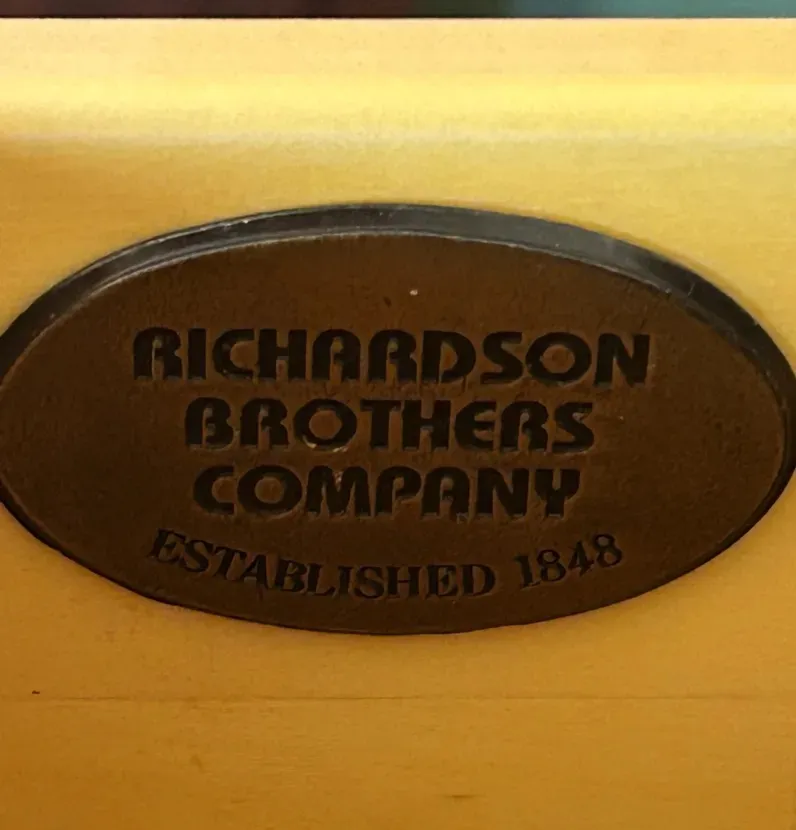 RICHARDSON
BROTHERS
COMPANY
ESTABLISHED 1848